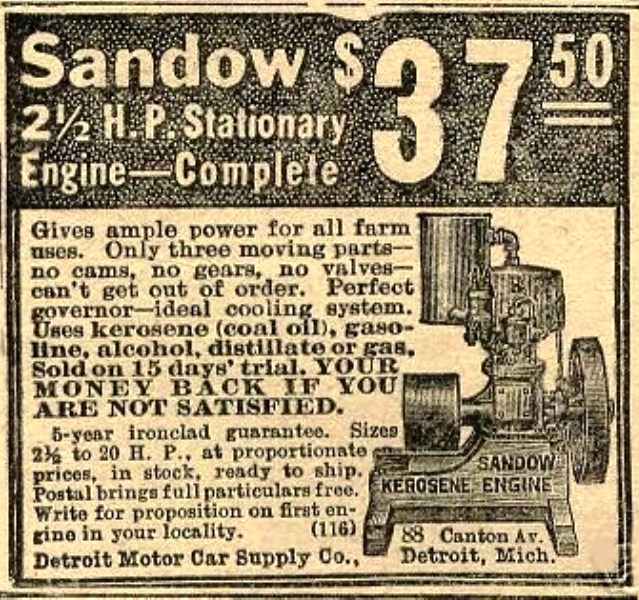 Sandow $37 50
2½ H.P. Stationary
Engine—Complete
Gives ample power for all farm
uses. Only three moving parts—
no cams, no gears, no valves—
can't get out of order. Perfect
governor—ideal cooling system.
Uses kerosene (coal oil), gaso-
line, alcohol, distillate or gas.
Sold on 15 days' trial. YOUR
MONEY BACK IF YOU
ARE NOT SATISFIED.
5-year ironclad guarantee. Sizes
2½ to 20 H. P., at proportionate
prices, in stock, ready to ship.
Postal brings full particulars free.
Write for proposition on first en-
gine in your locality. (116)
Detroit Motor Car Supply Co.,
SANDOW
KEROSENE ENGINE
88 Canton Av.
Detroit, Mich.